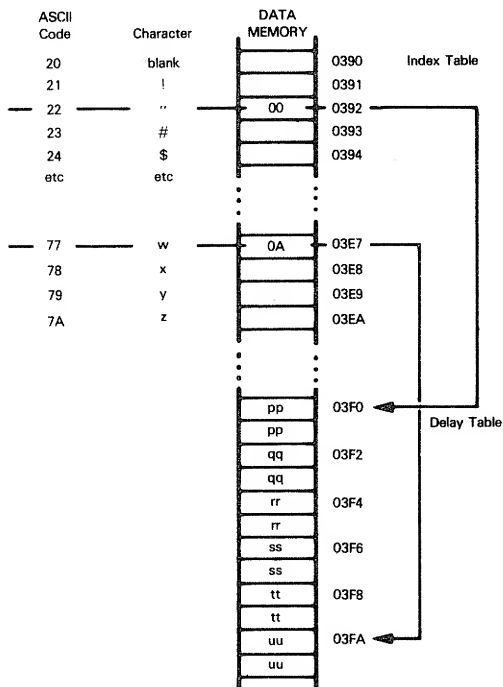 ASCII Code Character DATA MEMORY
20 blank 0390 Index Table
21 ! 0391
22 " 00 0392
23 # 0393
24 $ 0394
etc etc
77 w 0A 03E7
78 x 03E8
79 y 03E9
7A z 03EA
pp 03F0
Delay Table
pp
qq 03F2
qq
rr 03F4
rr
ss 03F6
ss
tt 03F8
tt
uu 03FA
uu